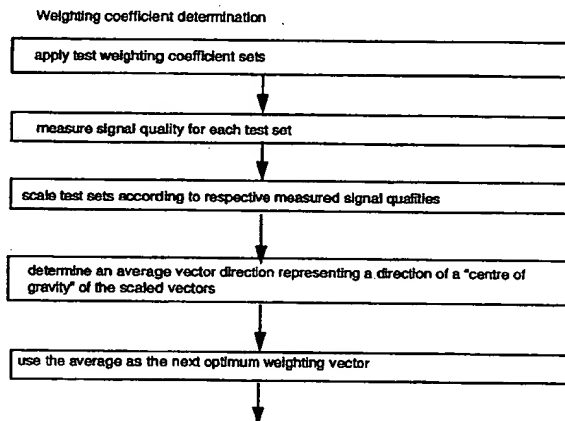 Weighting coefficient determination
apply test weighting coefficient sets
measure signal quality for each test set
scale test sets according to respective measured signal qualities
determine an average vector direction representing a direction of a "centre of
gravity" of the scaled vectors
use the average as the next optimum weighting vector